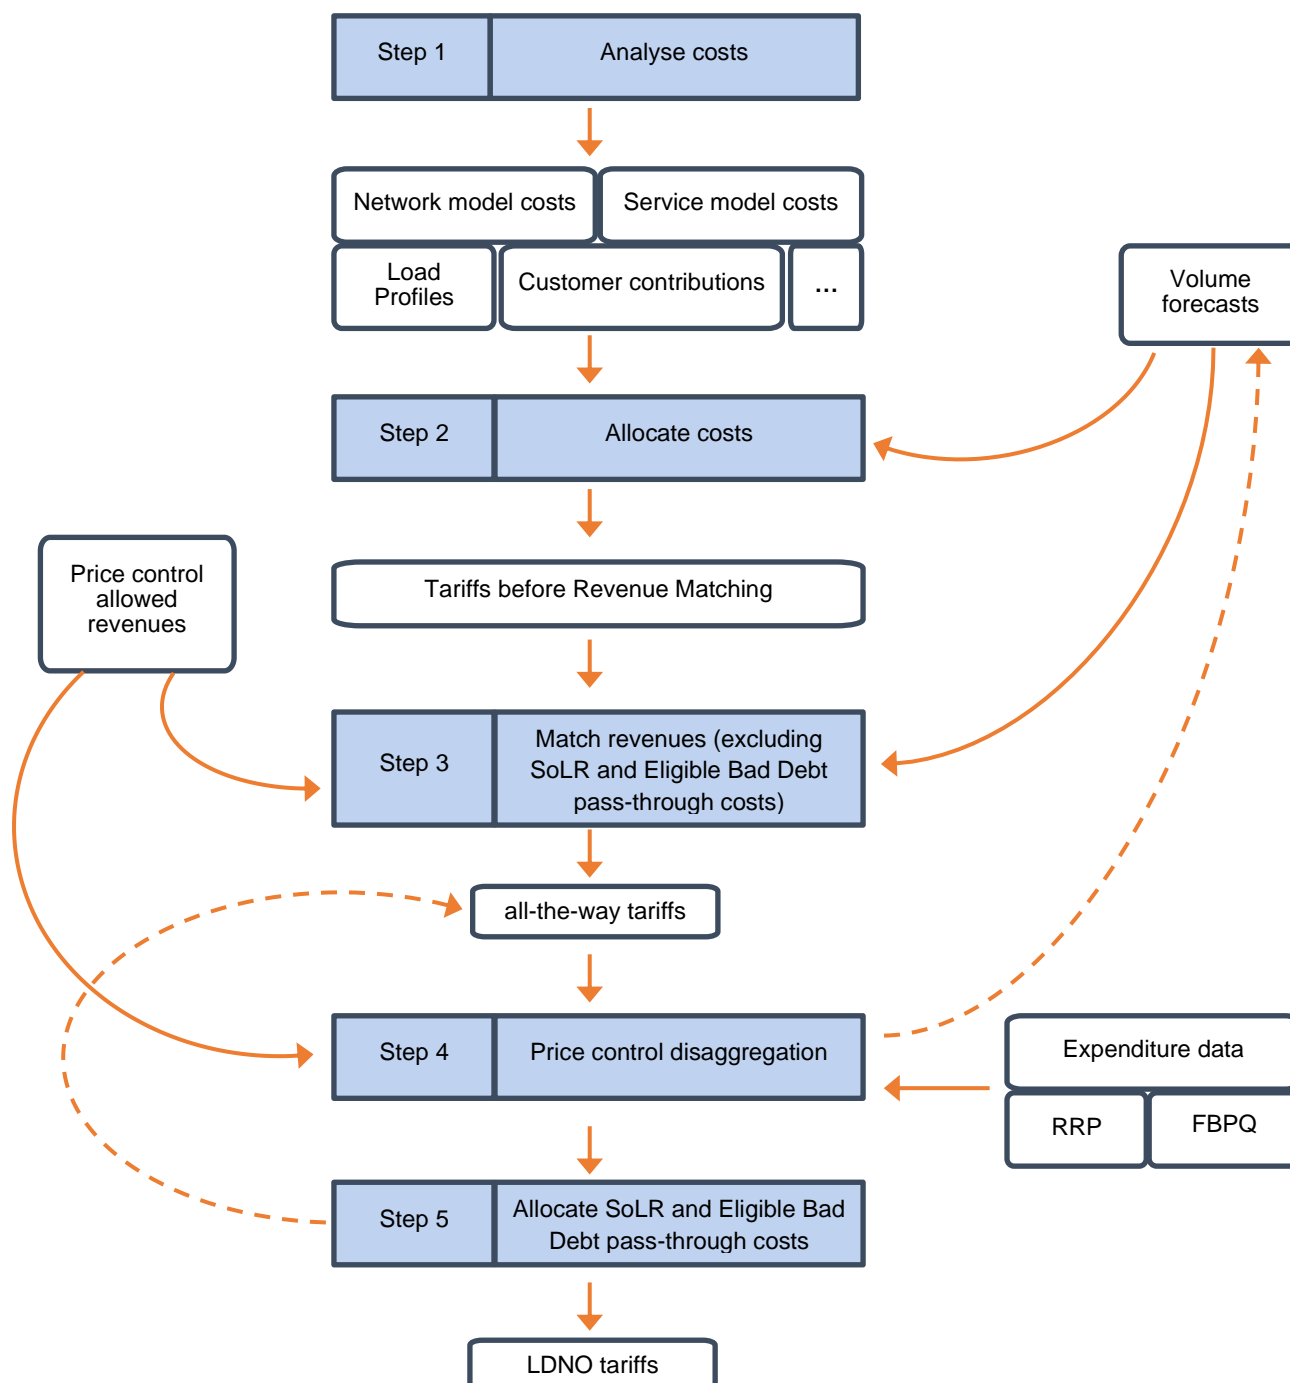 Step 1
Analyse costs
Network model costs
Service model costs
Load
Profiles
Customer contributions
...
Volume
forecasts
Step 2
Allocate costs
Price control
allowed
revenues
Tariffs before Revenue Matching
Step 3
Match revenues (excluding
SoLR and Eligible Bad Debt
pass-through costs)
all-the-way tariffs
Step 4
Price control disaggregation
Expenditure data
RRP
FBPQ
Step 5
Allocate SoLR and Eligible Bad
Debt pass-through costs
LDNO tariffs